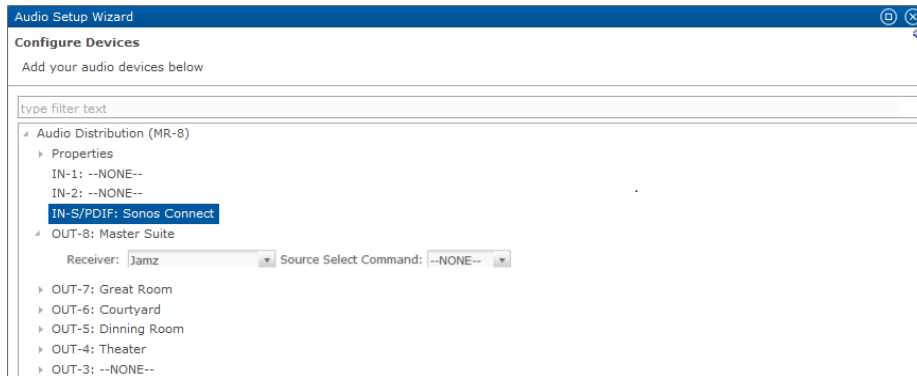 Audio Setup Wizard
Configure Devices
Add your audio devices below
type filter text
Audio Distribution (MR-8)
Properties
IN-1: --NONE--
IN-2: --NONE--
IN-S/PDIF: Sonos Connect
OUT-8: Master Suite
Receiver: Jamz Source Select Command: --NONE--
OUT-7: Great Room
OUT-6: Courtyard
OUT-5: Dinning Room
OUT-4: Theater
OUT-3: --NONE--